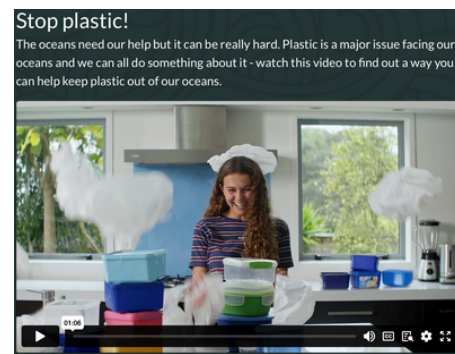 Stop plastic!
The oceans need our help but it can be really hard. Plastic is a major issue facing our
oceans and we can all do something about it - watch this video to find out a way you
can help keep plastic out of our oceans.
01:06
CC